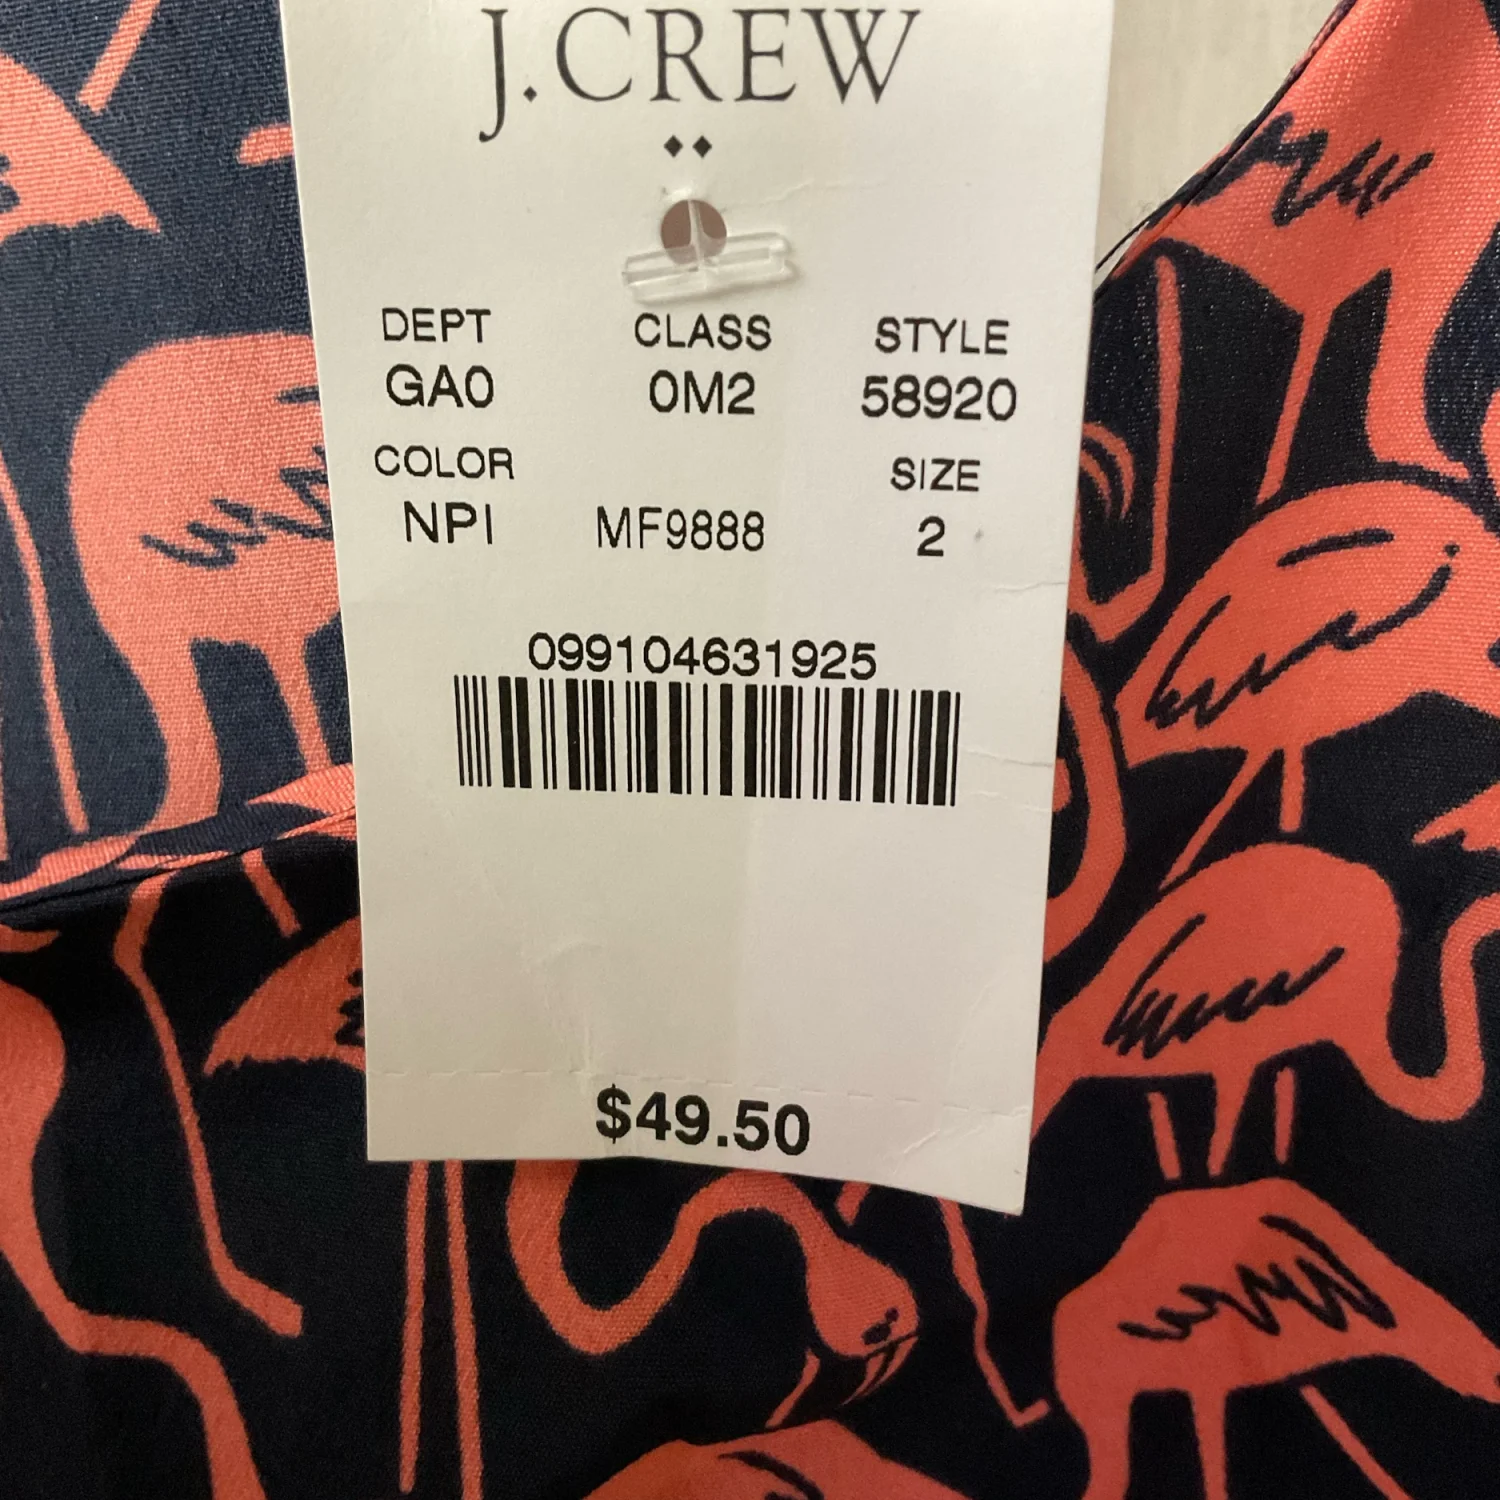 J.CREW
DEPT CLASS STYLE
GA0 0M2 58920
COLOR SIZE
NPI MF9888 2
099104631925
$49.50